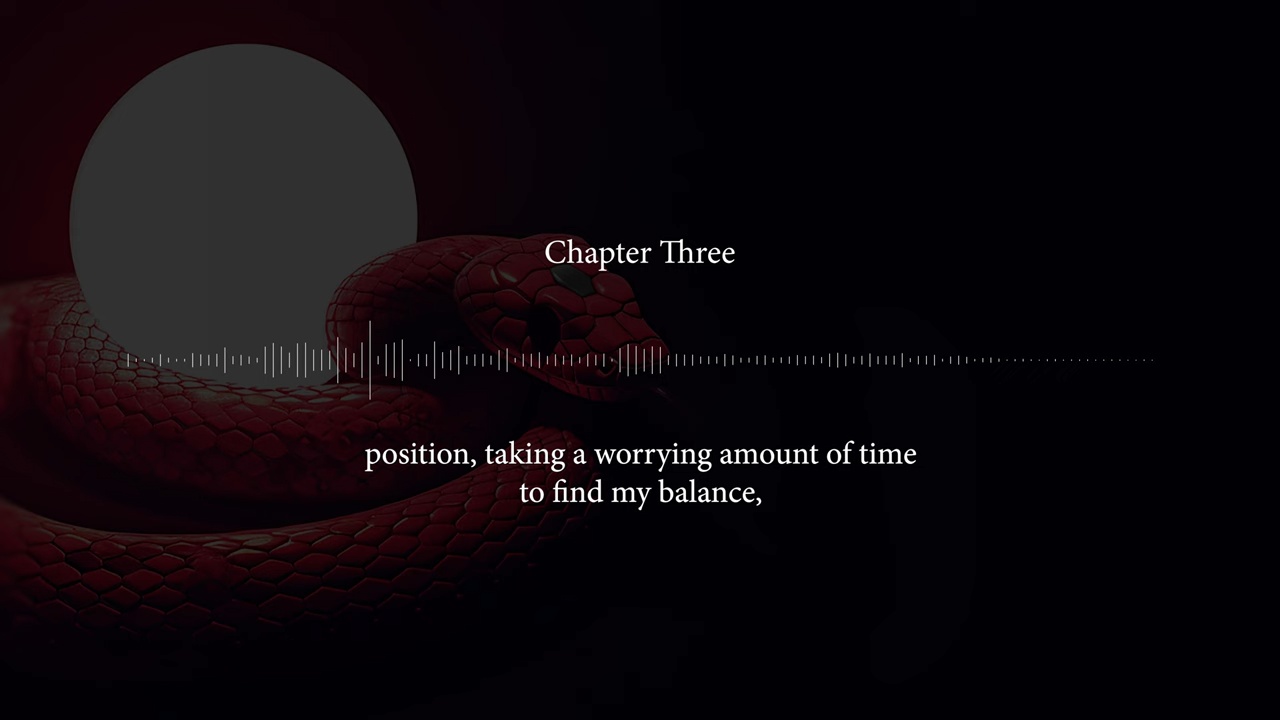 Chapter Three
position, taking a worrying amount of time
to find my balance,